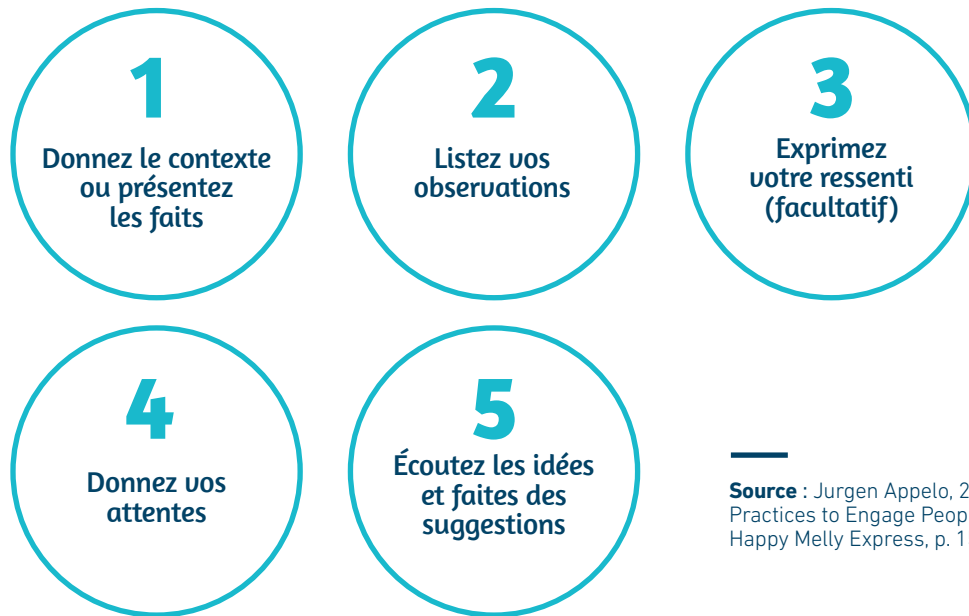 1
Donnez le contexte
ou présentez
les faits
2
Listez vos
observations
3
Exprimez
votre ressenti
(facultatif)
4
Donnez vos
attentes
5
Écoutez les idées
et faites des
suggestions
Source : Jurgen Appelo, 2
Practices to Engage Peop
Happy Melly Express, p. 1